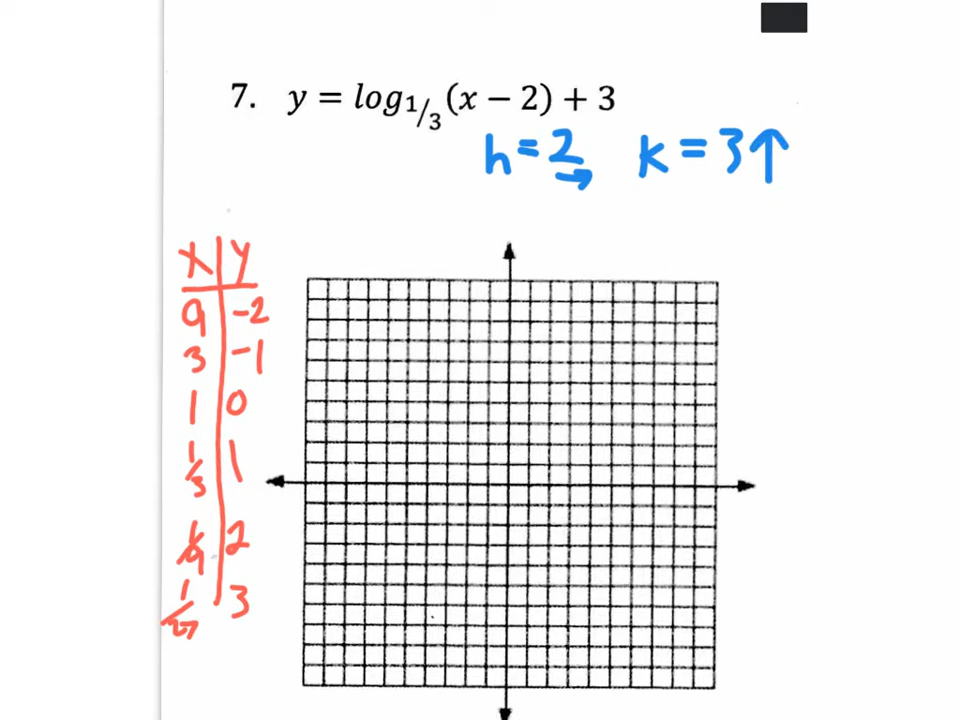 7. y = log1/3 (x − 2) + 3
h = 2 → k = 3↑
x y
9 -2
3 -1
1 0
1/3 1
1/9 2
1/27 3